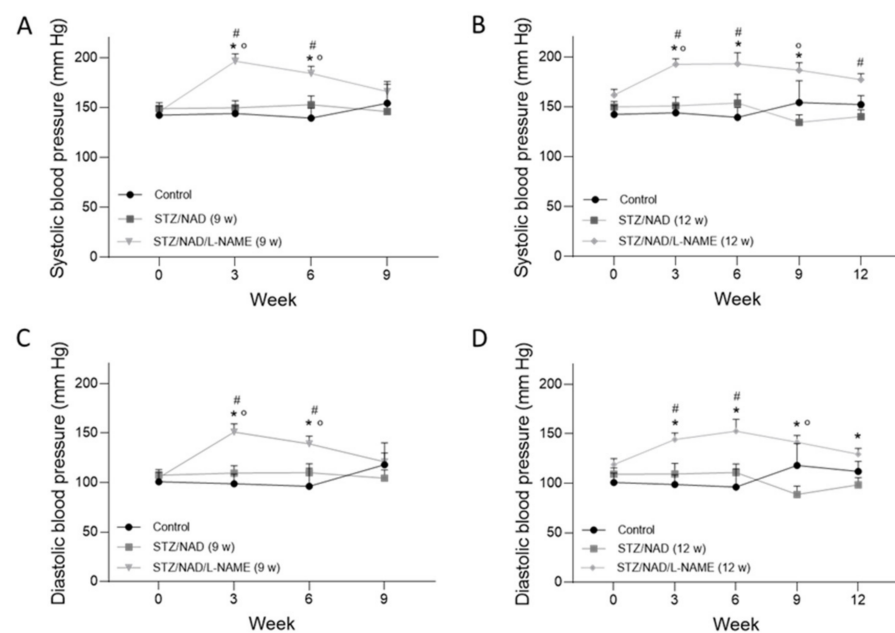 A
Systolic blood pressure (mm Hg)
200
150
100
50
0
#
* o
#
* o
Control
STZ/NAD (9 w)
STZ/NAD/L-NAME (9 w)
0 3 6 9
Week
B
Systolic blood pressure (mm Hg)
200
150
100
50
0
#
* o
#
*
o
*
#
Control
STZ/NAD (12 w)
STZ/NAD/L-NAME (12 w)
0 3 6 9 12
Week
C
Diastolic blood pressure (mm Hg)
200
150
100
50
0
#
* o
#
* o
Control
STZ/NAD (9 w)
STZ/NAD/L-NAME (9 w)
0 3 6 9
Week
D
Diastolic blood pressure (mm Hg)
200
150
100
50
0
#
*
#
*
* o
*
Control
STZ/NAD (12 w)
STZ/NAD/L-NAME (12 w)
0 3 6 9 12
Week